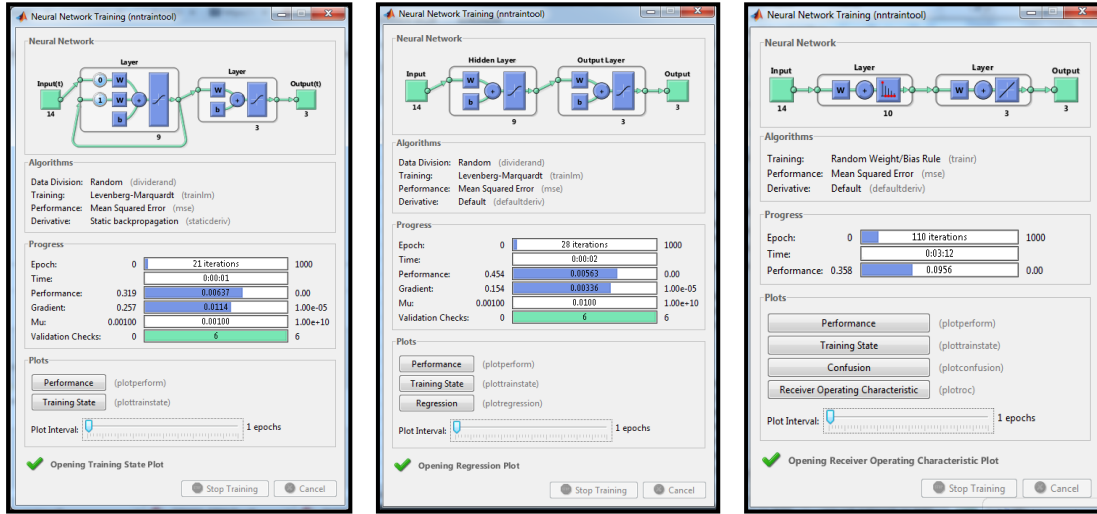 Neural Network Training (nntraintool)
Neural Network
Layer
Layer
Input(t)
Output(t)
0
W
1
W
b
+
W
b
+
14
9
3
3
Algorithms
Data Division: Random (dividerand)
Training: Levenberg-Marquardt (trainlm)
Performance: Mean Squared Error (mse)
Derivative: Static backpropagation (staticderiv)
Progress
Epoch: 0 21 iterations 1000
Time: 0:00:01
Performance: 0.319 0.00637 0.00
Gradient: 0.257 0.0114 1.00e-05
Mu: 0.00100 0.00100 1.00e+10
Validation Checks: 0 6 6
Plots
Performance (plotperform)
Training State (plottrainstate)
Plot Interval: 1 epochs
Opening Training State Plot
Stop Training Cancel
Neural Network Training (nntraintool)
Neural Network
Hidden Layer
Output Layer
Input
Output
W
b
+
W
b
+
14
9
3
3
Algorithms
Data Division: Random (dividerand)
Training: Levenberg-Marquardt (trainlm)
Performance: Mean Squared Error (mse)
Derivative: Default (defaultderiv)
Progress
Epoch: 0 28 iterations 1000
Time: 0:00:02
Performance: 0.454 0.00563 0.00
Gradient: 0.154 0.00336 1.00e-05
Mu: 0.00100 0.0100 1.00e+10
Validation Checks: 0 6 6
Plots
Performance (plotperform)
Training State (plottrainstate)
Regression (plotregression)
Plot Interval: 1 epochs
Opening Regression Plot
Stop Training Cancel
Neural Network Training (nntraintool)
Neural Network
Input
Layer
Layer
Output
W
+
W
+
14
10
3
3
Algorithms
Training: Random Weight/Bias Rule (trainr)
Performance: Mean Squared Error (mse)
Derivative: Default (defaultderiv)
Progress
Epoch: 0 110 iterations 1000
Time: 0:03:12
Performance: 0.358 0.0956 0.00
Plots
Performance (plotperform)
Training State (plottrainstate)
Confusion (plotconfusion)
Receiver Operating Characteristic (plotroc)
Plot Interval: 1 epochs
Opening Receiver Operating Characteristic Plot
Stop Training Cancel